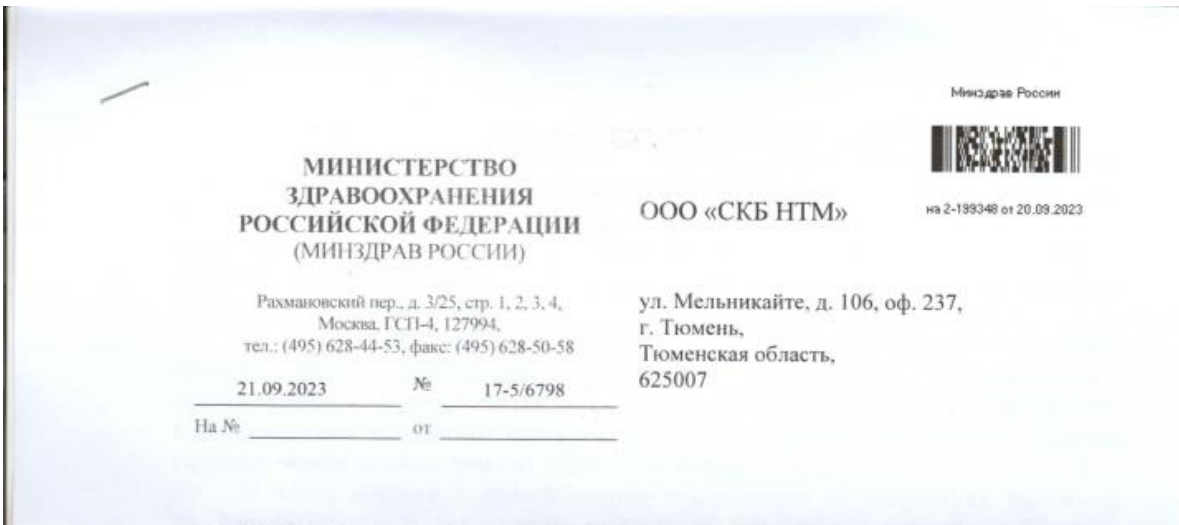 Минздрав России
МИНИСТЕРСТВО
ЗДРАВООХРАНЕНИЯ
РОССИЙСКОЙ ФЕДЕРАЦИИ
(МИНЗДРАВ РОССИИ)
Рахмановский пер., д. 3/25, стр. 1, 2, 3, 4,
Москва, ГСП-4, 127994,
тел.: (495) 628-44-53, факс: (495) 628-50-58
21.09.2023 № 17-5/6798
На № от
ООО «СКБ НТМ»
на 2-199348 от 20.09.2023
ул. Мельникайте, д. 106, оф. 237,
г. Тюмень,
Тюменская область,
625007